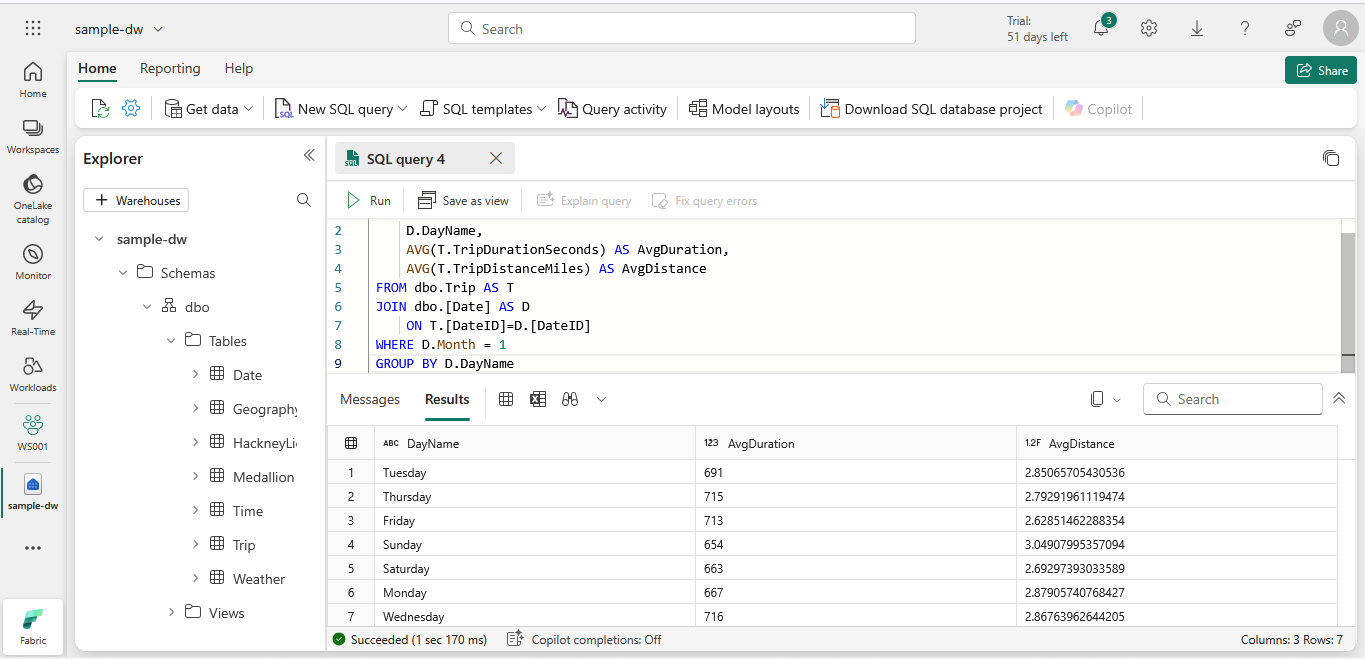 sample-dw
Search
Trial:
51 days left
3
Home
Workspaces
OneLake
catalog
Monitor
Real-Time
Workloads
WS001
sample-dw
Fabric
Home Reporting Help
Share
Get data New SQL query SQL templates Query activity Model layouts Download SQL database project Copilot
Explorer
+ Warehouses
sample-dw
Schemas
dbo
Tables
Date
Geography
HackneyLi
Medallion
Time
Trip
Weather
Views
SQL query 4
Run Save as view Explain query Fix query errors
2 D.DayName,
3 AVG(T.TripDurationSeconds) AS AvgDuration,
4 AVG(T.TripDistanceMiles) AS AvgDistance
5 FROM dbo.Trip AS T
6 JOIN dbo.[Date] AS D
7 ON T.[DateID]=D.[DateID]
8 WHERE D.Month = 1
9 GROUP BY D.DayName
Messages Results Search
ABC DayName 123 AvgDuration 1.2F AvgDistance
1 Tuesday 691 2.85065705430536
2 Thursday 715 2.79291961119474
3 Friday 713 2.62851462288354
4 Sunday 654 3.04907995357094
5 Saturday 663 2.69297393033589
6 Monday 667 2.87905740768427
7 Wednesday 716 2.86763962644205
Succeeded (1 sec 170 ms) Copilot completions: Off Columns: 3 Rows: 7